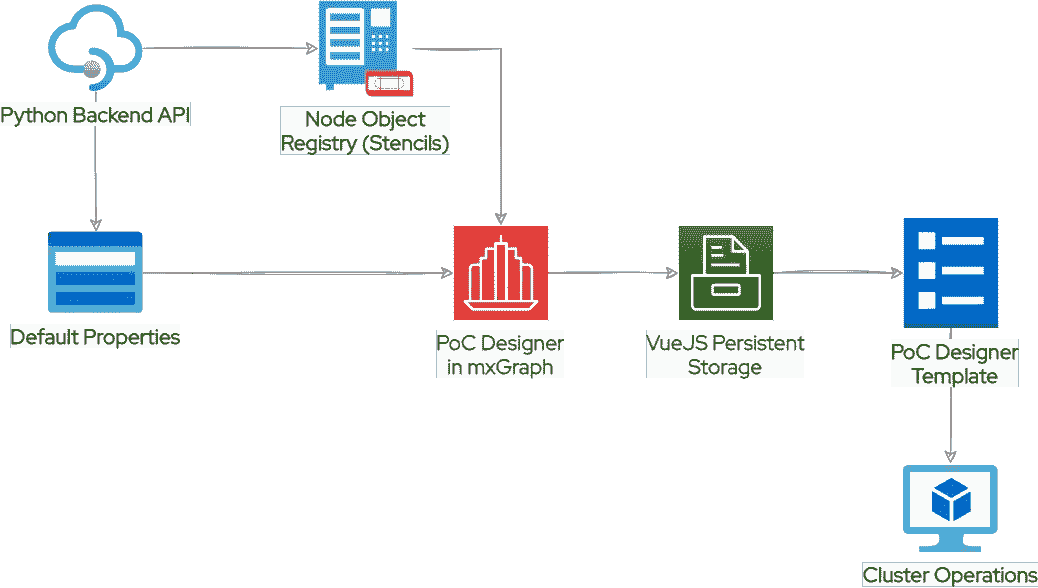 Python Backend API
Node Object
Registry (Stencils)
Default Properties
PoC Designer
in mxGraph
VueJS Persistent
Storage
PoC Designer
Template
Cluster Operations